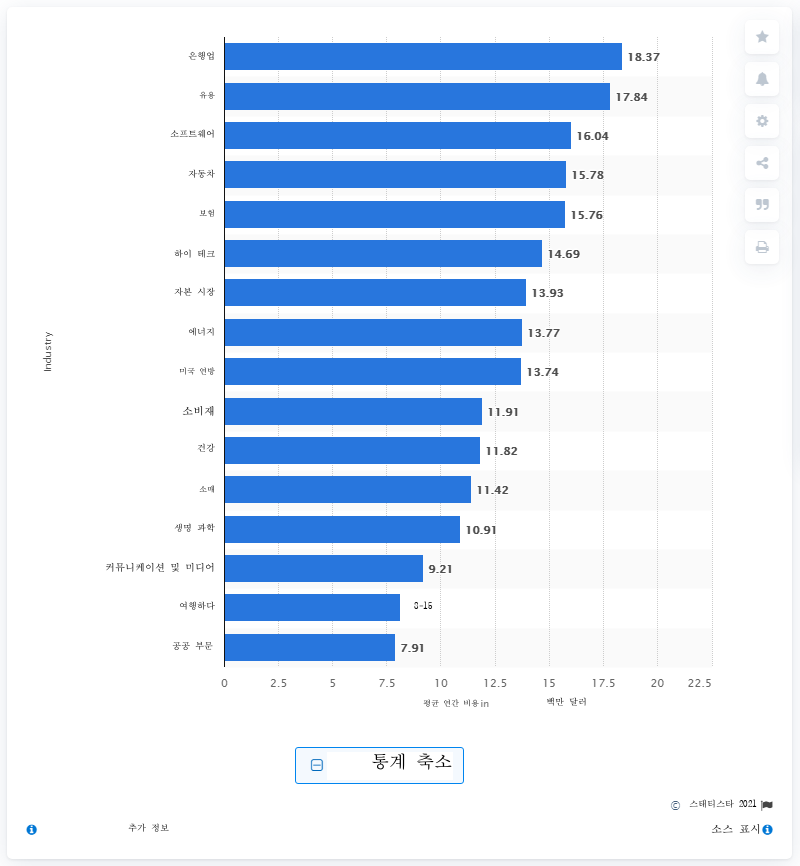 은행업 18.37
유용 17.84
소프트웨어 16.04
자동차 15.78
보험 15.76
하이 테크 14.69
자본 시장 13.93
에너지 13.77
미국 연방 13.74
소비재 11.91
건강 11.82
소매 11.42
생명 과학 10.91
커뮤니케이션 및 미디어 9.21
여행하다 8-15
공공 부문 7.91
Industry
0 2.5 5 7.5 10 12.5 15 17.5 20 22.5
평균 연간 비용 in 백만 달러
통계 축소
© 스태티스타 2021
추가 정보 소스 표시